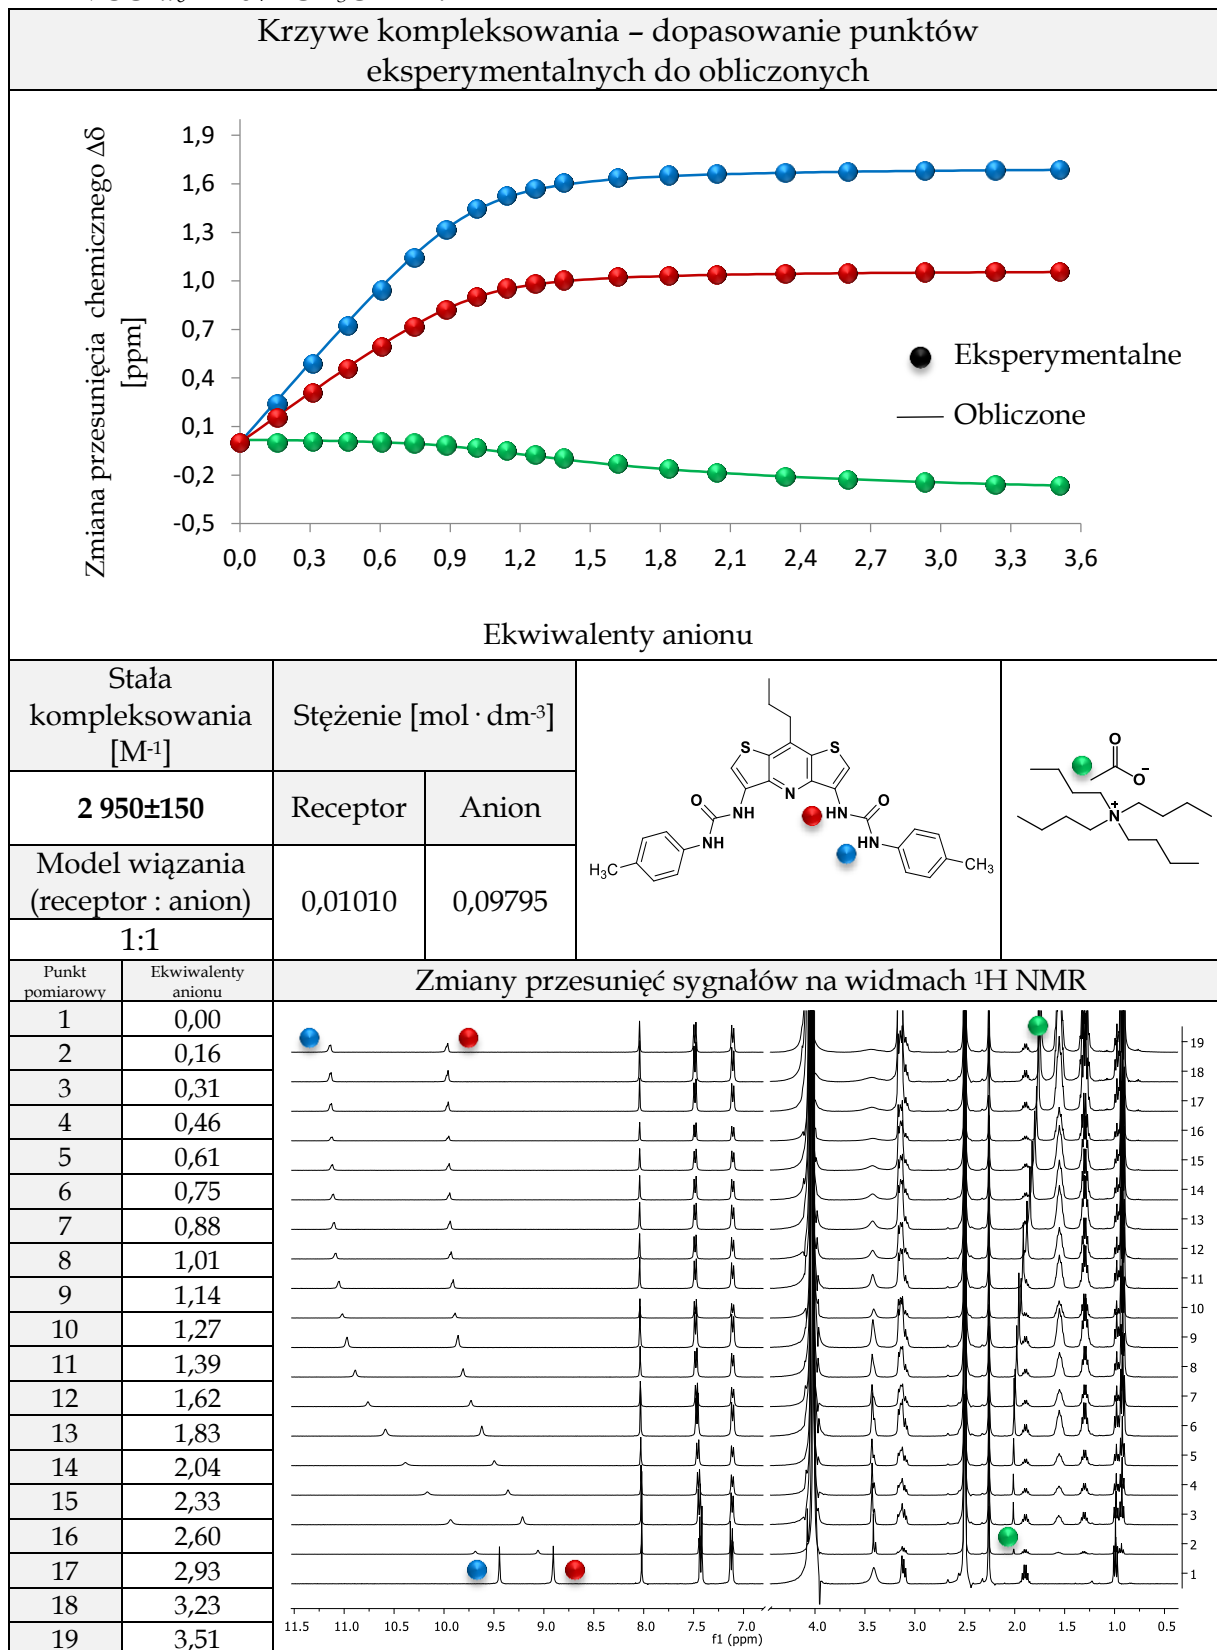 Krzywe kompleksowania – dopasowanie punktów
eksperymentalnych do obliczonych
Zmiana przesunięcia chemicznego Δδ
[ppm]
1,9
1,6
1,3
1,0
0,7
0,4
0,1
-0,2
-0,5
0,0 0,3 0,6 0,9 1,2 1,5 1,8 2,1 2,4 2,7 3,0 3,3 3,6
Eksperymentalne
Obliczone
Ekwiwalenty anionu
Stała
kompleksowania
[M-1]
Stężenie [mol · dm-3]
2 950±150
Receptor
Anion
Model wiązania
(receptor : anion)
0,01010
0,09795
1:1
S
S
N
O
NH
NH
H3C
NH
O
NH
CH3
O
O-
N+
Punkt
pomiarowy
Ekwiwalenty
anionu
Zmiany przesunięć sygnałów na widmach 1H NMR
1 0,00
2 0,16
3 0,31
4 0,46
5 0,61
6 0,75
7 0,88
8 1,01
9 1,14
10 1,27
11 1,39
12 1,62
13 1,83
14 2,04
15 2,33
16 2,60
17 2,93
18 3,23
19 3,51
19
18
17
16
15
14
13
12
11
10
9
8
7
6
5
4
3
2
1
11.5 11.0 10.5 10.0 9.5 9.0 8.5 8.0 7.5 7.0 4.0 3.5 3.0 2.5 2.0 1.5 1.0 0.5
f1 (ppm)